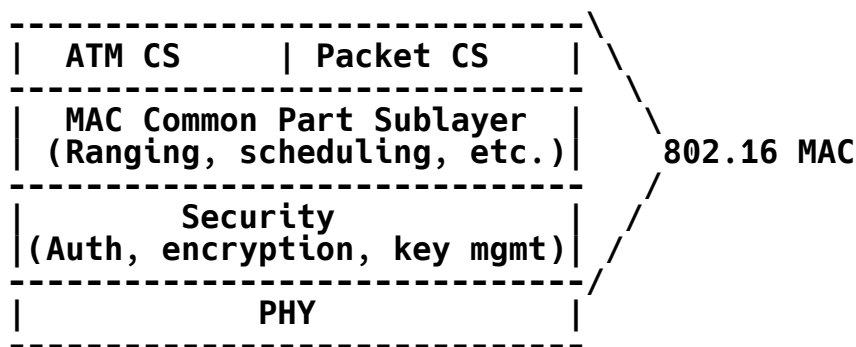 ------------------------------\
|  ATM CS     | Packet CS    | \
------------------------------  \
|  MAC Common Part Sublayer  |   \
| (Ranging, scheduling, etc.)|    802.16 MAC
------------------------------   /
|        Security            |  /
|(Auth, encryption, key mgmt)| /
------------------------------/
|            PHY             |
------------------------------